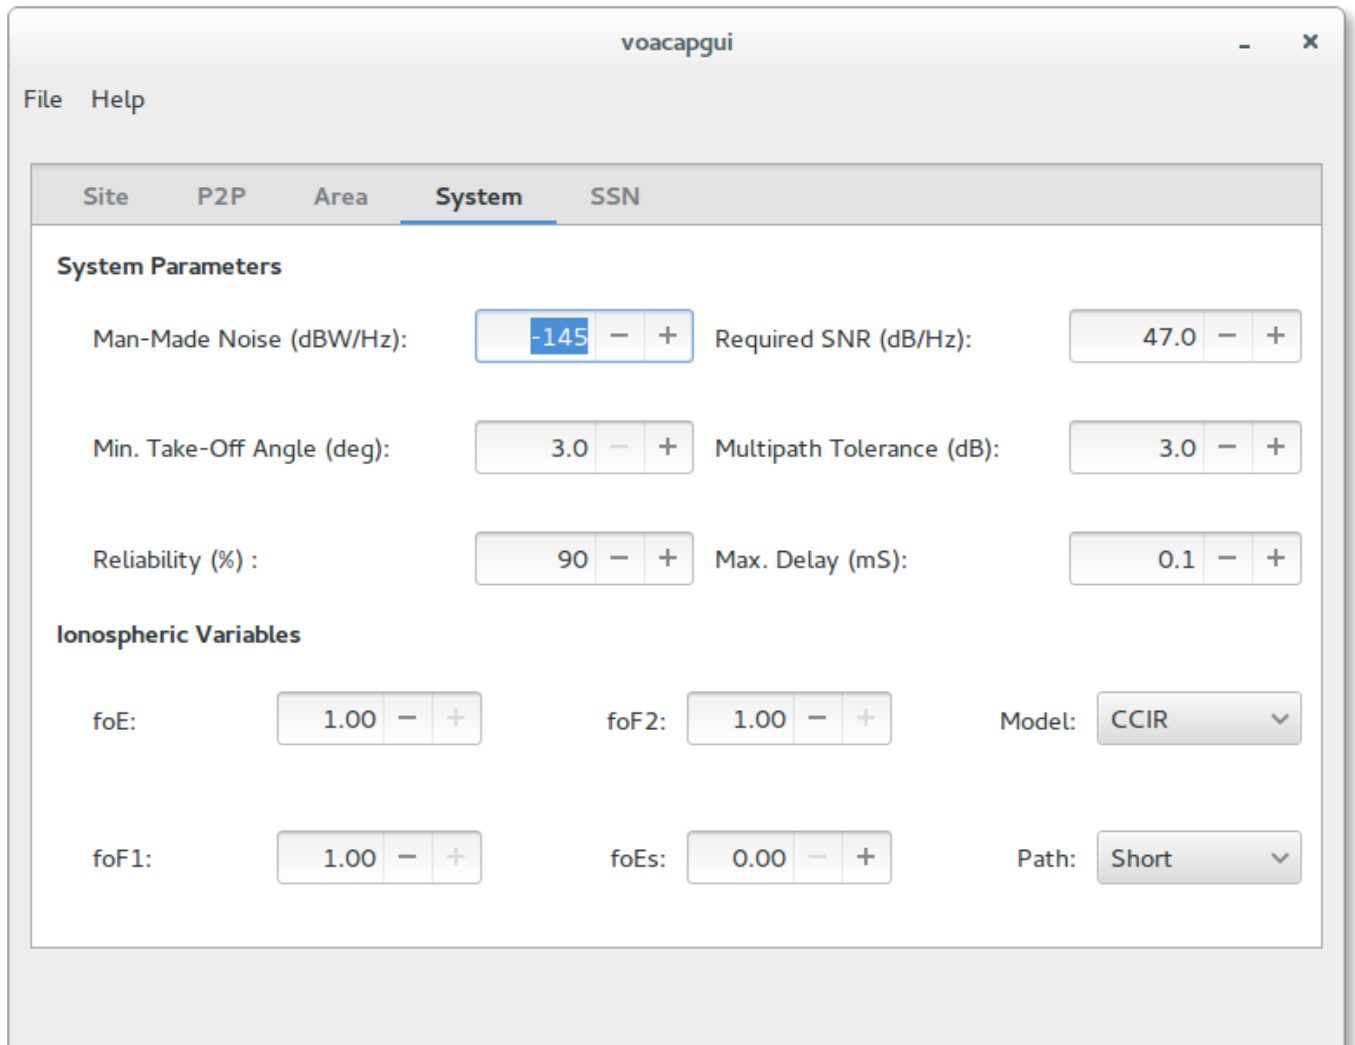 voacapgui
File Help
Site P2P Area System SSN
System Parameters
Man-Made Noise (dBW/Hz): -145 Required SNR (dB/Hz): 47.0
Min. Take-Off Angle (deg): 3.0 Multipath Tolerance (dB): 3.0
Reliability (%) : 90 Max. Delay (mS): 0.1
Ionospheric Variables
foE: 1.00 foF2: 1.00 Model: CCIR
foF1: 1.00 foEs: 0.00 Path: Short